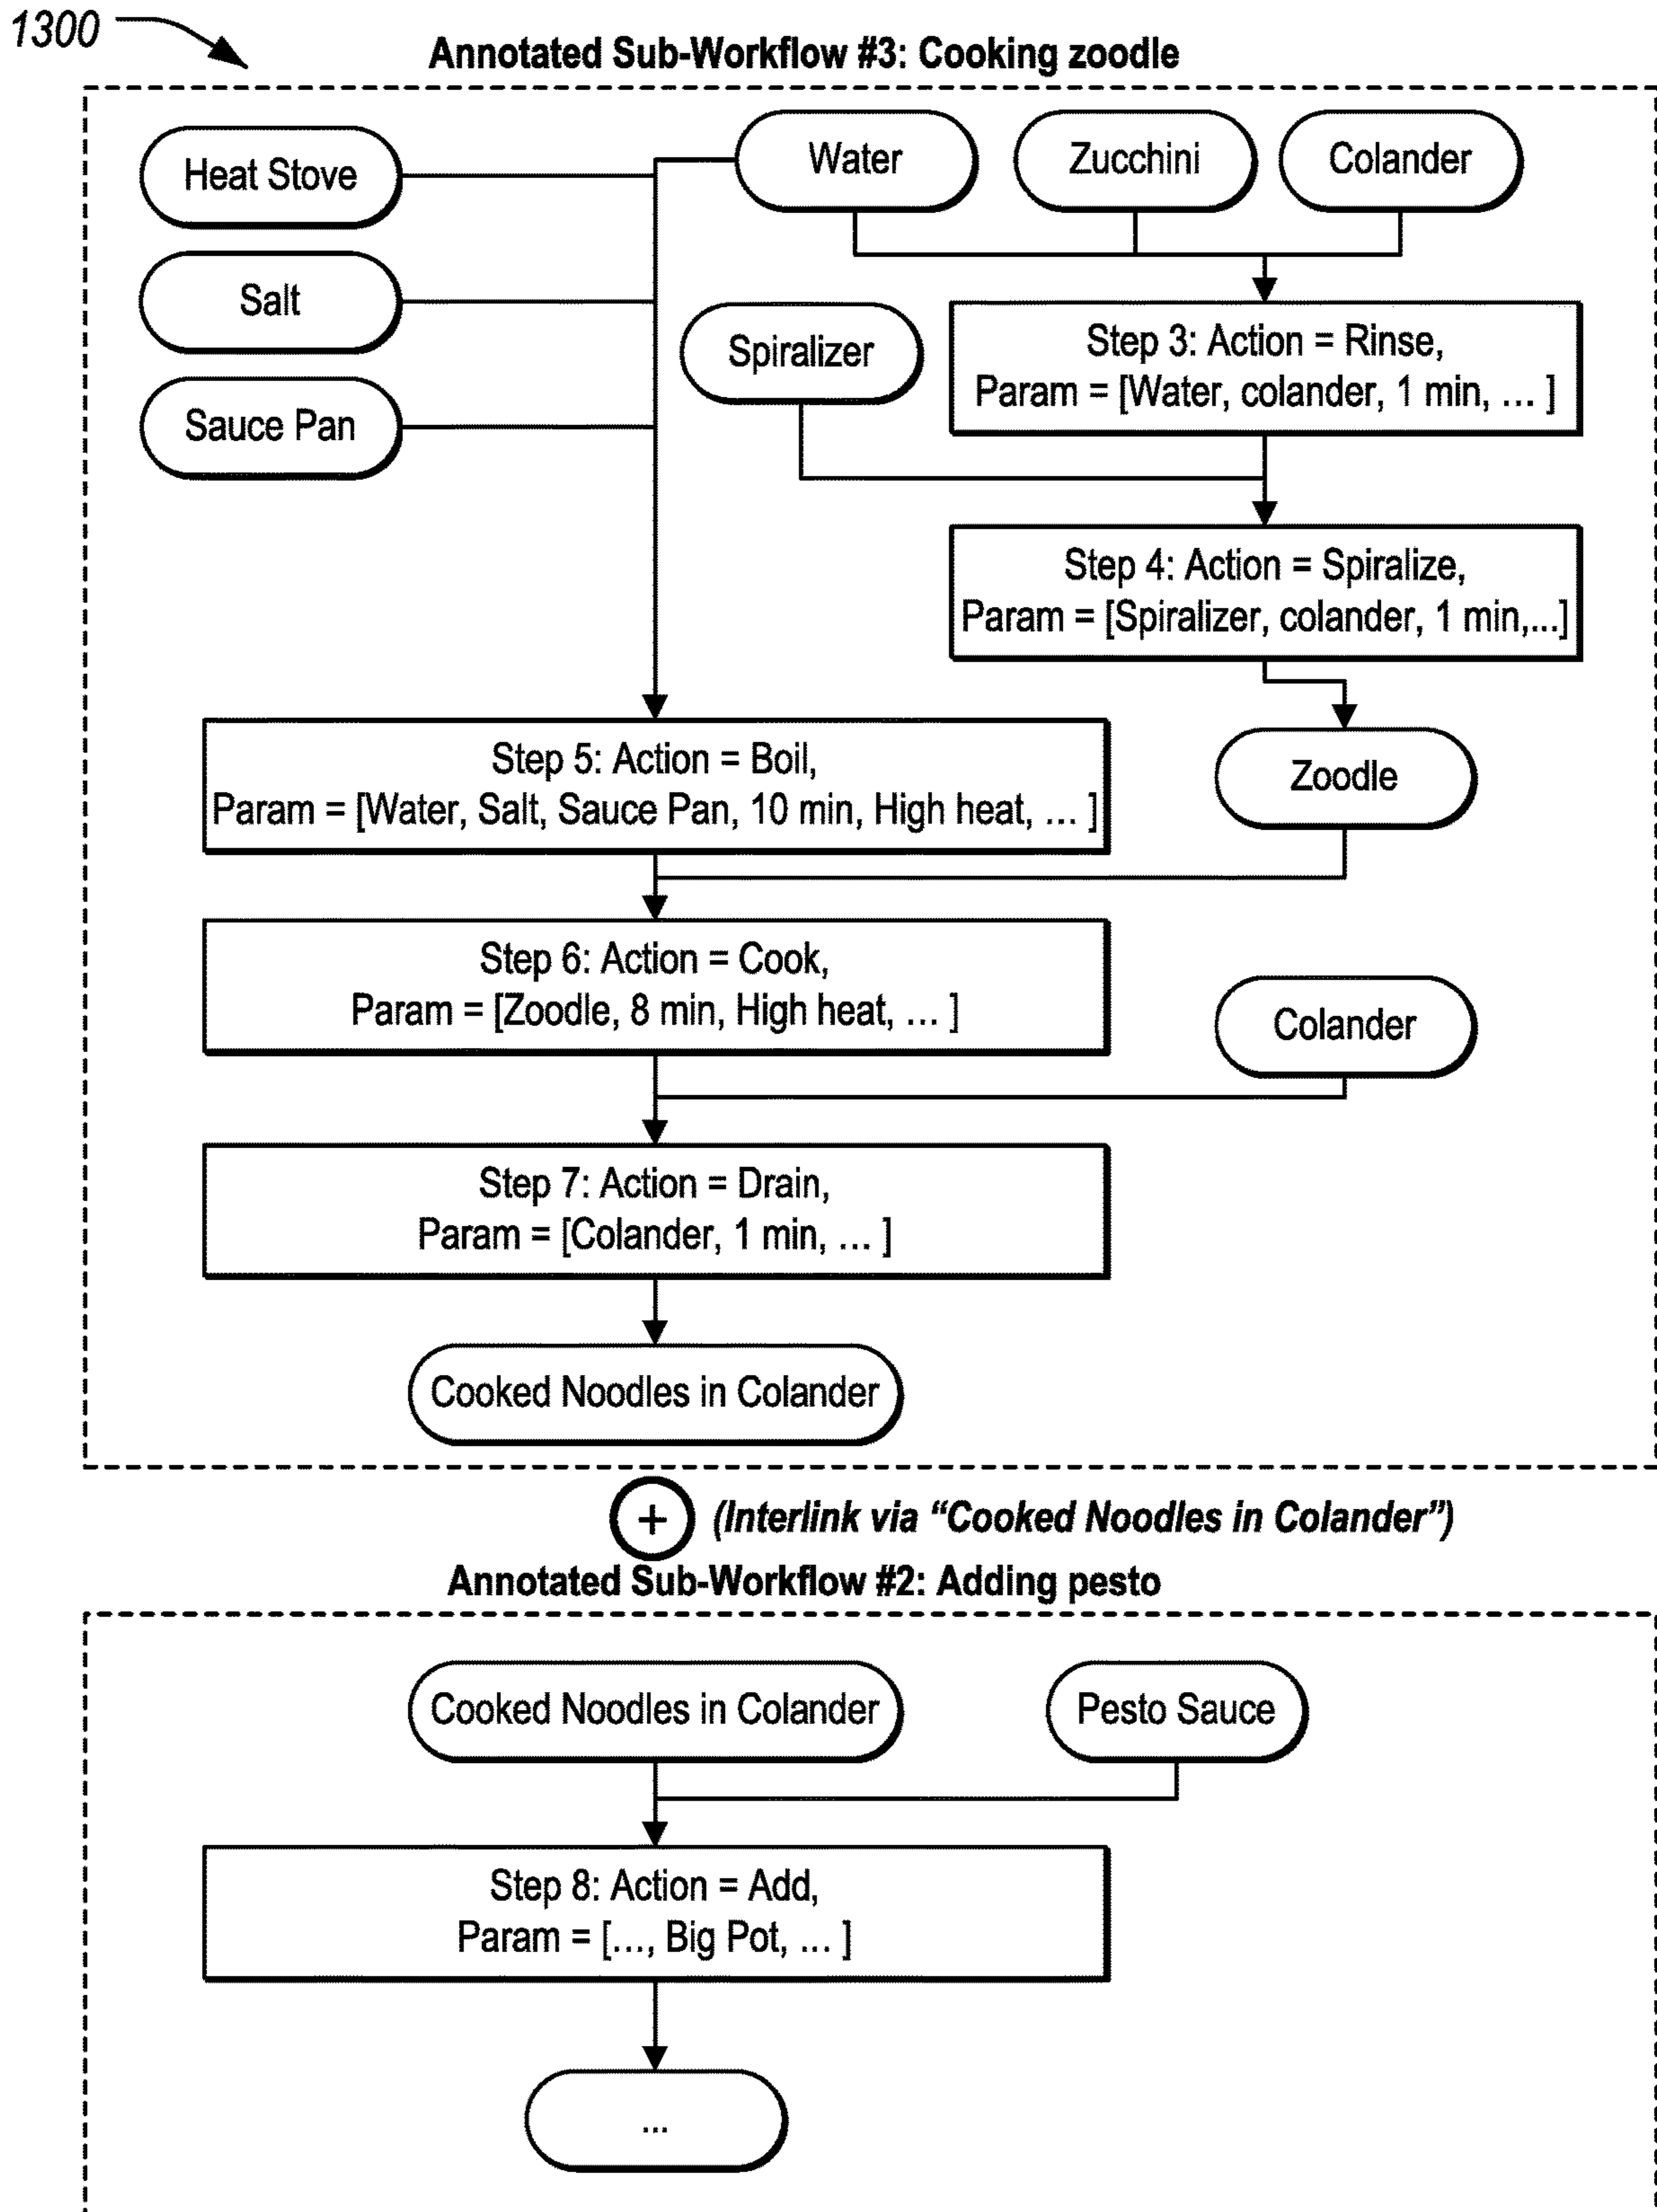 1300
Annotated Sub-Workflow #3: Cooking zoodle
Heat Stove
Water
Zucchini
Colander
Salt
Spiralizer
Step 3: Action = Rinse,
Param = [Water, colander, 1 min, ... ]
Sauce Pan
Step 4: Action = Spiralize,
Param = [Spiralizer, colander, 1 min,...]
Step 5: Action = Boil,
Param = [Water, Salt, Sauce Pan, 10 min, High heat, ... ]
Zoodle
Step 6: Action = Cook,
Param = [Zoodle, 8 min, High heat, ... ]
Colander
Step 7: Action = Drain,
Param = [Colander, 1 min, ... ]
Cooked Noodles in Colander
+ (Interlink via “Cooked Noodles in Colander”)
Annotated Sub-Workflow #2: Adding pesto
Cooked Noodles in Colander
Pesto Sauce
Step 8: Action = Add,
Param = [..., Big Pot, ... ]
...